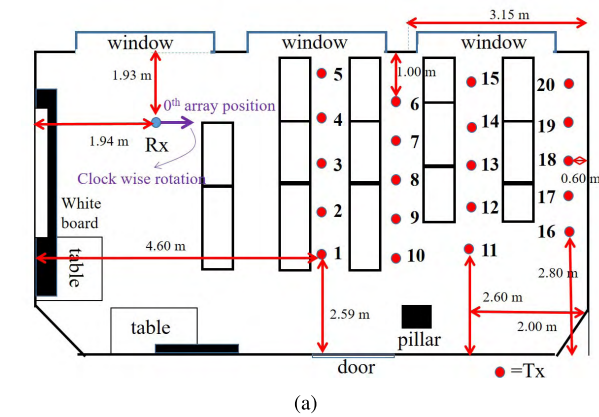 3.15 m
window
window
window
1.93 m
1.00 m
5
15
20
0th array position
6
4
14
19
1.94 m
Rx
7
3
13
18
Clock wise rotation
8
0.60 m
White
board
2
12
17
9
16
4.60 m
1
10
11
table
2.80 m
2.59 m
2.60 m
2.00 m
table
pillar
door
=Tx
(a)